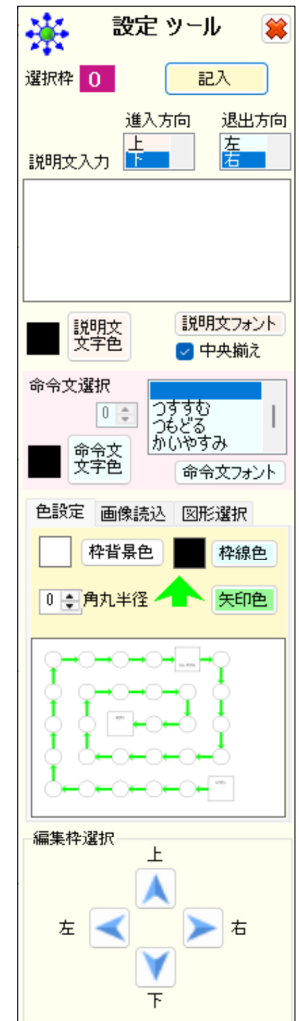 設定 ツール
選択枠 0 記入
進入方向 退出方向
上 左
説明文入力 下 右
説明文
文字色
説明文フォント
中央揃え
命令文選択
0
つすすむ
つもどる
かいやすみ
命令文
文字色
命令文フォント
色設定 画像読込 図形選択
枠背景色 枠線色
0 角丸半径 矢印色
編集枠選択
上
左 右
下